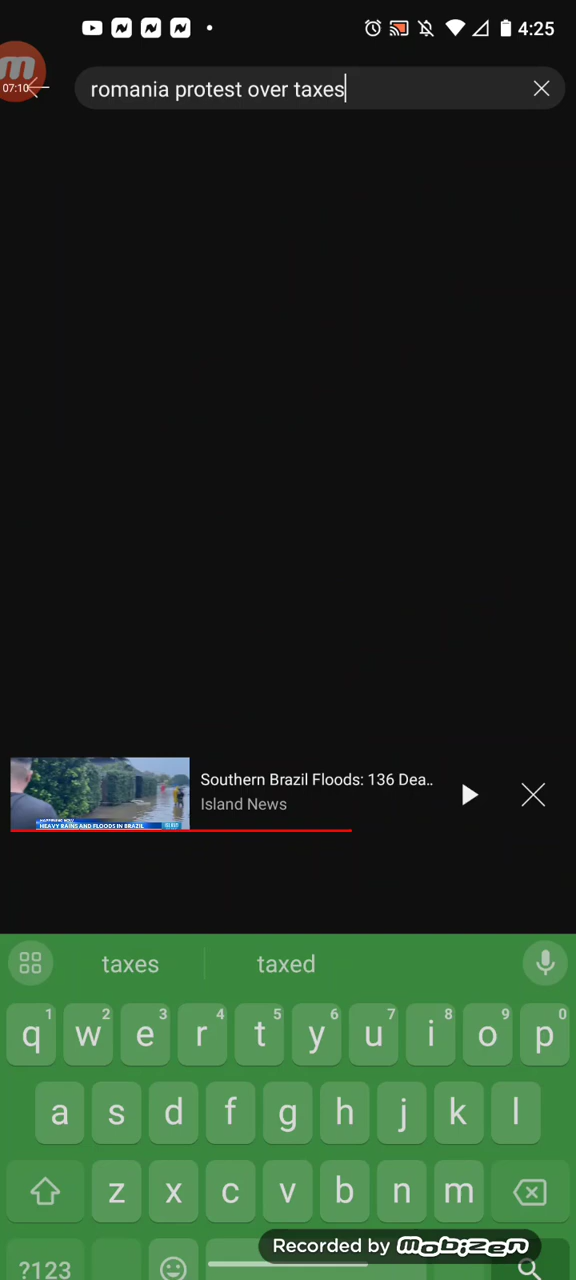 4:25
m
07:10
romania protest over taxes
Southern Brazil Floods: 136 Dea..
Island News
HEAVY RAINS AND FLOODS IN BRAZIL
taxes taxed
1 2 3 4 5 6 7 8 9 0
q w e r t y u i o p
a s d f g h j k l
z x c v b n m
?123
Recorded by mobizen